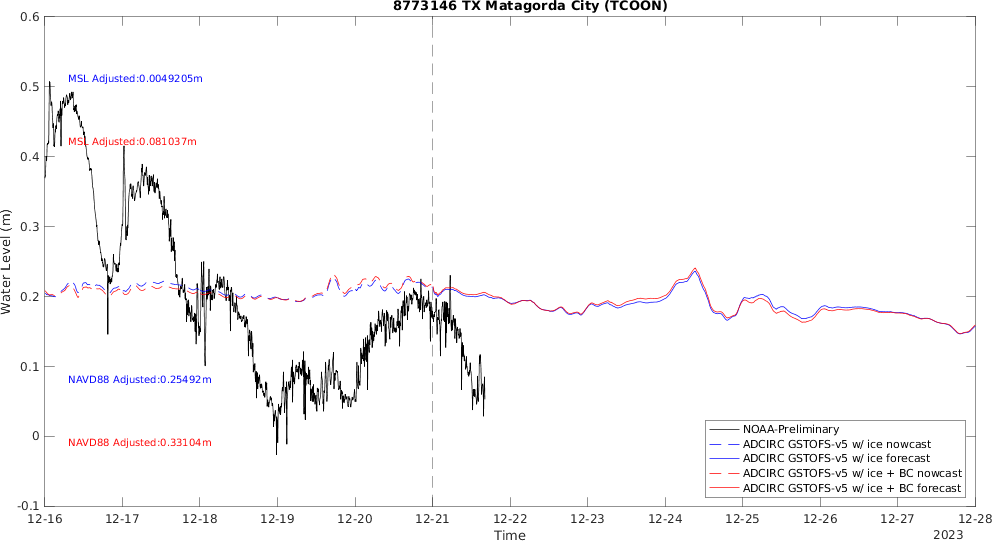 8773146 TX Matagorda City (TCOON)
Water Level (m)
0.6
0.5
0.4
0.3
0.2
0.1
0
-0.1
MSL Adjusted:0.0049205m
MSL Adjusted:0.081037m
NAVD88 Adjusted:0.25492m
NAVD88 Adjusted:0.33104m
NOAA-Preliminary
ADCIRC GSTOFS-v5 w/ ice nowcast
ADCIRC GSTOFS-v5 w/ ice forecast
ADCIRC GSTOFS-v5 w/ ice + BC nowcast
ADCIRC GSTOFS-v5 w/ ice + BC forecast
12-16 12-17 12-18 12-19 12-20 12-21 12-22 12-23 12-24 12-25 12-26 12-27 12-28
Time
2023